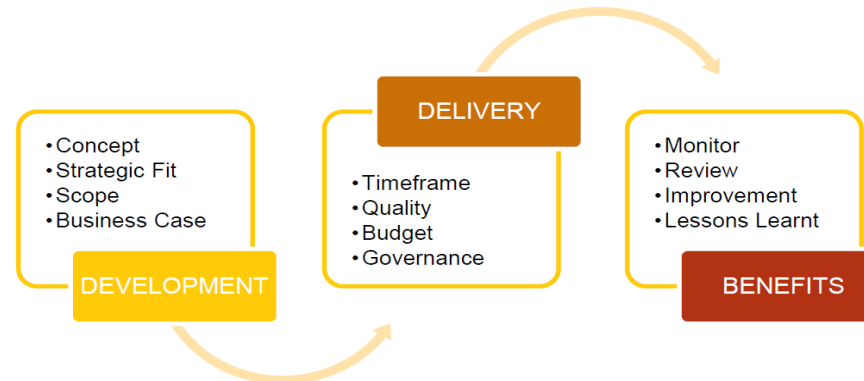 • Concept
• Strategic Fit
• Scope
• Business Case
DEVELOPMENT
DELIVERY
• Timeframe
• Quality
• Budget
• Governance
• Monitor
• Review
• Improvement
• Lessons Learnt
BENEFITS